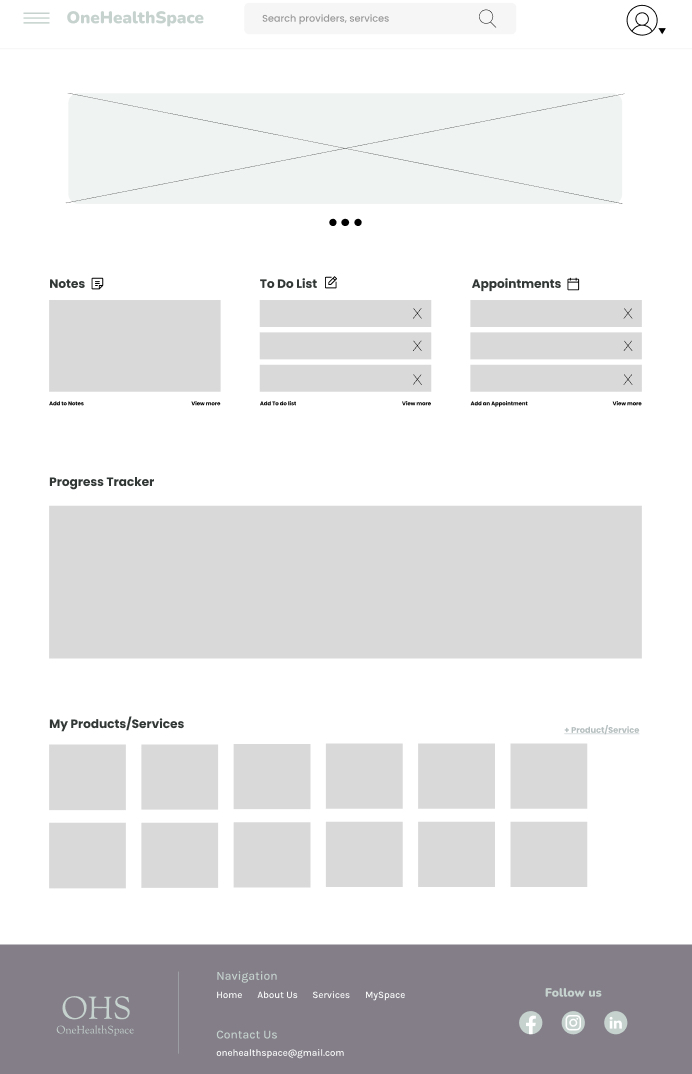 OneHealthSpace
Search providers, services
Notes
To Do List
Appointments
X
X
X
X
X
X
Add to Notes
View more
Add To do list
View more
Add an Appointment
View more
Progress Tracker
My Products/Services
+ Product/Service
OHS
OneHealthSpace
Navigation
Home About Us Services MySpace
Contact Us
onehealthspace@gmail.com
Follow us
f
in